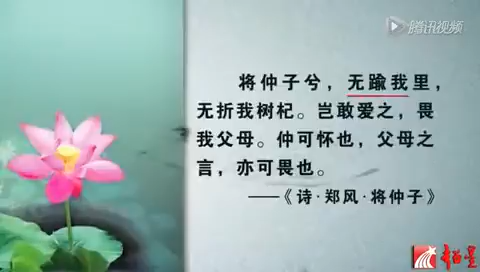 腾讯视频
将仲子兮，无踰我里，
无折我树杞。岂敢爱之，畏
我父母。仲可怀也，父母之
言，亦可畏也。
——《诗·郑风·将仲子》